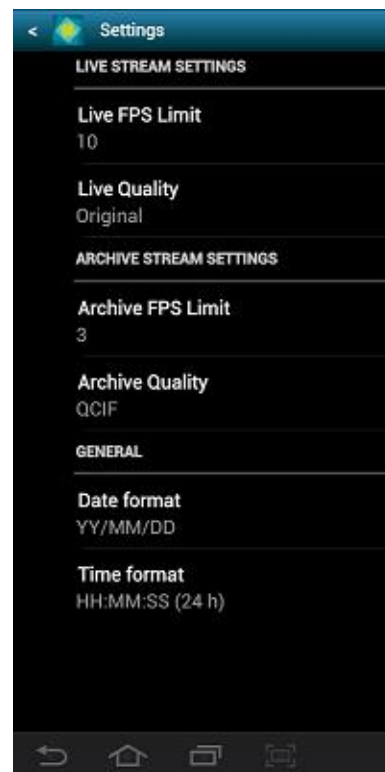 < Settings
LIVE STREAM SETTINGS
Live FPS Limit
10
Live Quality
Original
ARCHIVE STREAM SETTINGS
Archive FPS Limit
3
Archive Quality
QCIF
GENERAL
Date format
YY/MM/DD
Time format
HH:MM:SS (24 h)